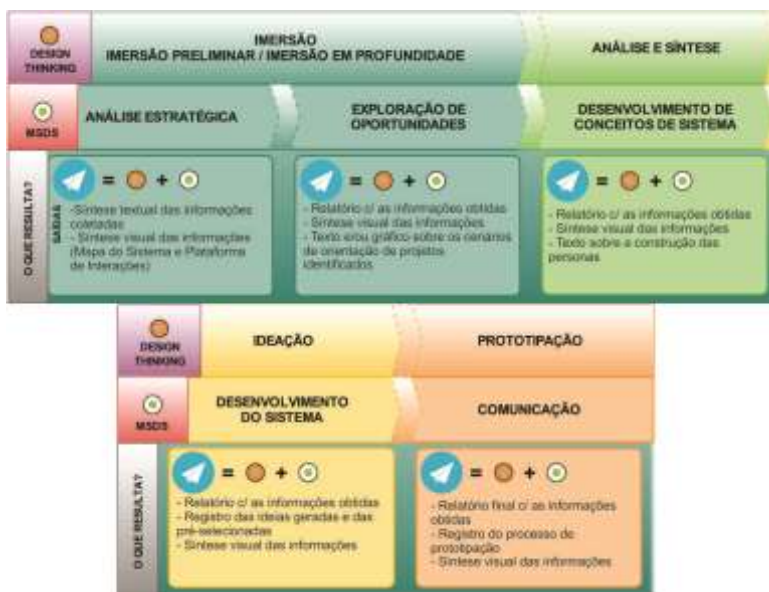 DESIGN
THINKING
IMERSÃO
IMERSÃO PRELIMINAR / IMERSÃO EM PROFUNDIDADE
ANÁLISE E SÍNTESE
MSDS
ANÁLISE ESTRATÉGICA
EXPLORAÇÃO DE
OPORTUNIDADES
DESENVOLVIMENTO DE
CONCEITOS DE SISTEMA
O QUE RESULTA?
SAÍDAS
= +
-Síntese textual das informações
coletadas
- Síntese visual das informações
(Mapa do Sistema e Plataforma
de Interações)
= +
- Relatório c/ as informações obtidas
- Síntese visual das informações
- Texto e/ou gráfico sobre os cenários
de orientação de projetos
identificados
= +
- Relatório c/ as informações obtidas
- Síntese visual das informações
- Texto sobre a construção das
personas
DESIGN
THINKING
IDEAÇÃO
PROTOTIPAÇÃO
MSDS
DESENVOLVIMENTO
DO SISTEMA
COMUNICAÇÃO
O QUE RESULTA?
= +
- Relatório c/ as informações obtidas
- Registro das ideias geradas e das
pré-selecionadas
- Síntese visual das informações
= +
- Relatório final c/ as informações
obtidas
- Registro do processo de
prototipação
- Síntese visual das informações